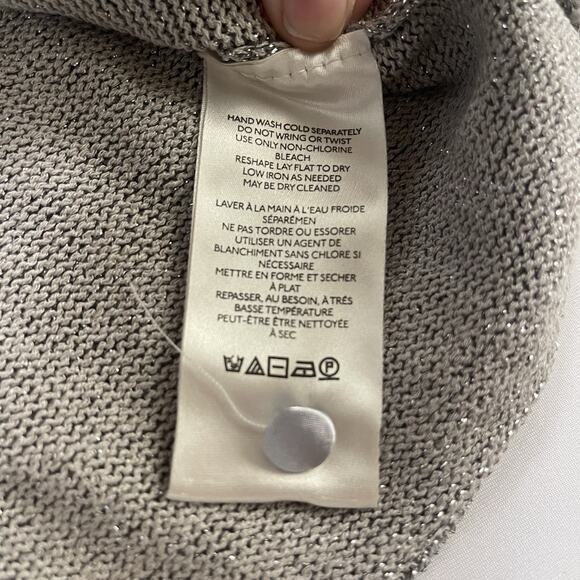 HAND WASH COLD SEPARATELY
DO NOT WRING OR TWIST
USE ONLY NON-CHLORINE
BLEACH
RESHAPE LAY FLAT TO DRY
LOW IRON AS NEEDED
MAY BE DRY CLEANED
LAVER À LA MAIN À L'EAU FROIDE
SÉPARÉMEN
NE PAS TORDRE OU ESSORER
UTILISER UN AGENT DE
BLANCHIMENT SANS CHLORE SI
NÉCESSAIRE
METTRE EN FORME ET SECHER
À PLAT
REPASSER, AU BESOIN, À TRÉS
BASSE TEMPÉRATURE
PEUT-ÊTRE ÊTRE NETTOYÉE
À SEC
P